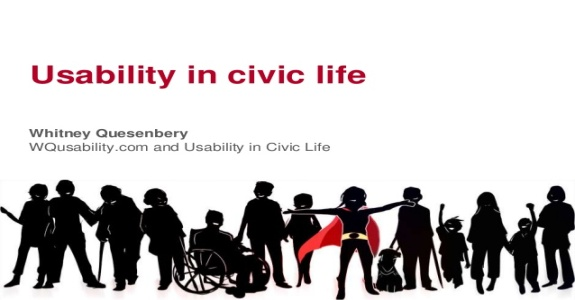 Usability in civic life
Whitney Quesenbery
WQusability.com and Usability in Civic Life